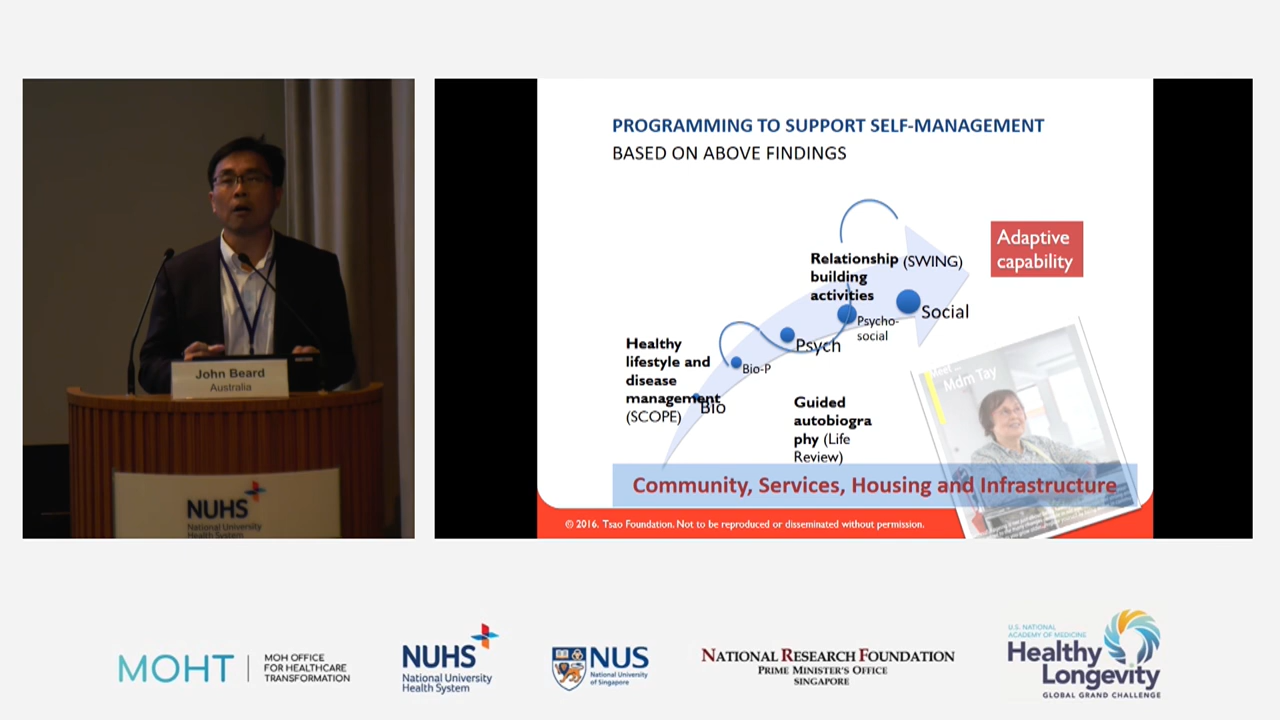 John Beard
Australia
NUHS
National University
Health System
PROGRAMMING TO SUPPORT SELF-MANAGEMENT
BASED ON ABOVE FINDINGS
Adaptive
capability
Relationship (SWING)
building
activities
Social
Psycho-
social
Psych
Bio-P
Healthy
lifestyle and
disease
management
(SCOPE)
Bio
Guided
autobiogra
phy (Life
Review)
Meet ...
Mdm Tay
Community, Services, Housing and Infrastructure
© 2016. Tsao Foundation. Not to be reproduced or disseminated without permission.
MOHT
MOH OFFICE
FOR HEALTHCARE
TRANSFORMATION
NUHS
National University
Health System
NUS
National University
of Singapore
NATIONAL RESEARCH FOUNDATION
PRIME MINISTER'S OFFICE
SINGAPORE
U.S. NATIONAL
ACADEMY OF MEDICINE
Healthy
Longevity
GLOBAL GRAND CHALLENGE